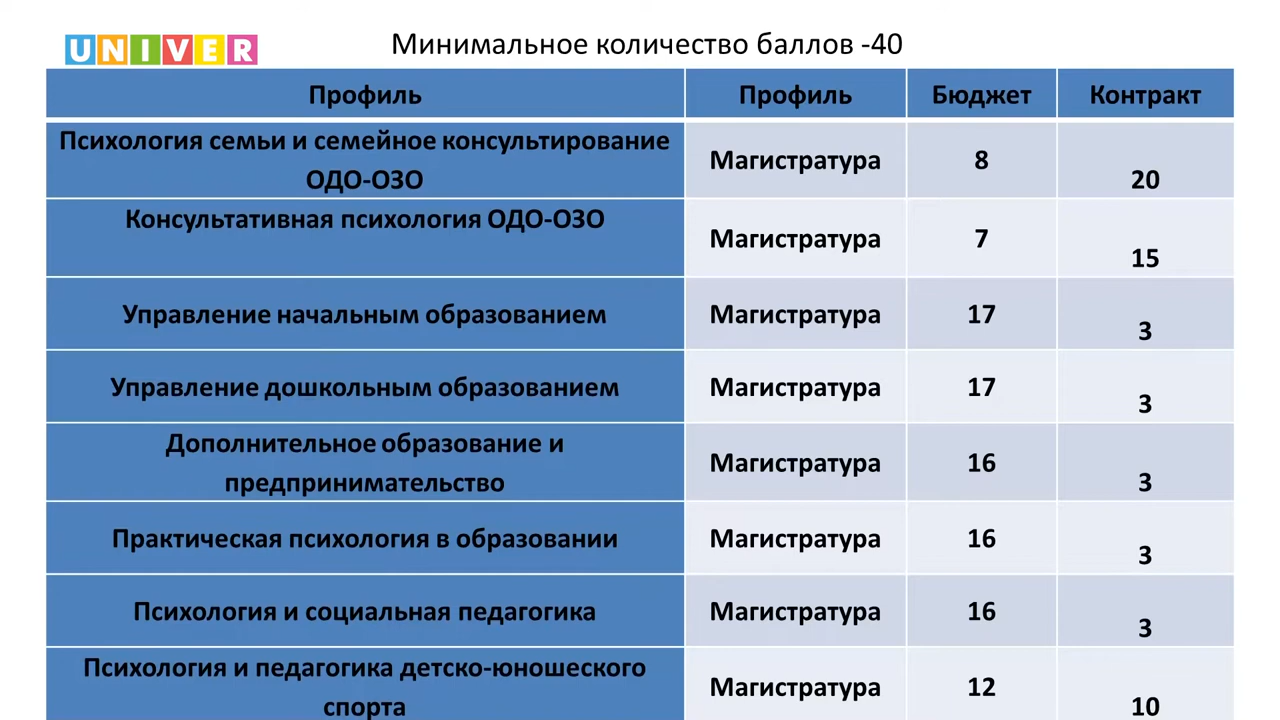 UNIVER
Минимальное количество баллов -40
Профиль
Профиль
Бюджет
Контракт
Психология семьи и семейное консультирование
ОДО-ОЗО
Магистратура
8
20
Консультативная психология ОДО-ОЗО
Магистратура
7
15
Управление начальным образованием
Магистратура
17
3
Управление дошкольным образованием
Магистратура
17
3
Дополнительное образование и
предпринимательство
Магистратура
16
3
Практическая психология в образовании
Магистратура
16
3
Психология и социальная педагогика
Магистратура
16
3
Психология и педагогика детско-юношеского
спорта
Магистратура
12
10